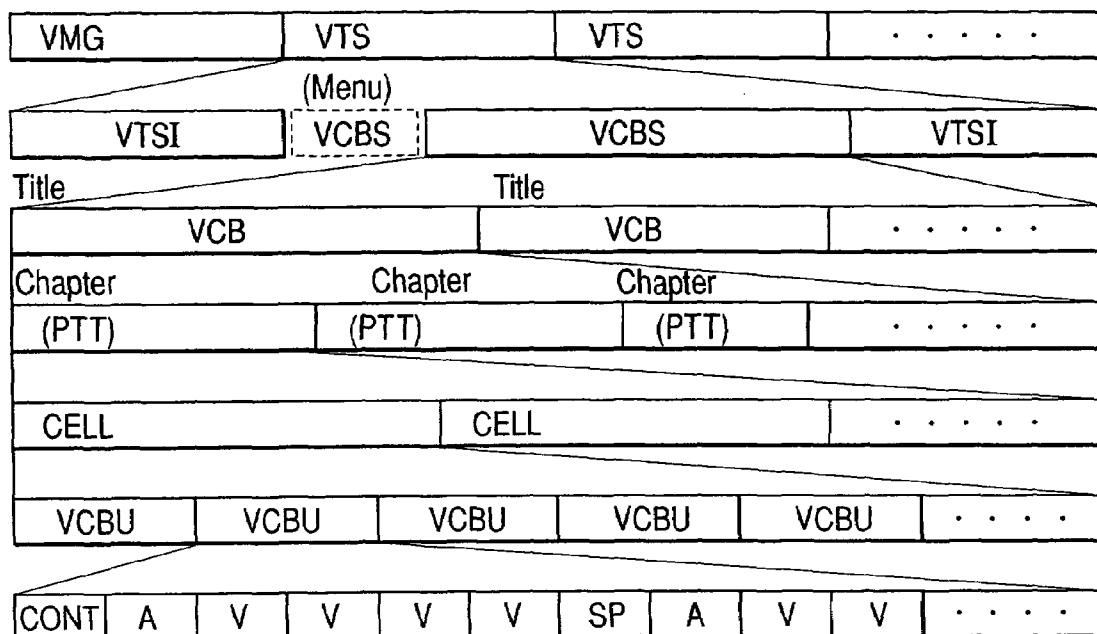 VMG VTS VTS · · · · ·
(Menu)
VTSI VCBS VCBS VTSI
Title Title
VCB VCB · · · · ·
Chapter Chapter Chapter
(PTT) (PTT) (PTT) · · · · ·
CELL CELL · · · · ·
VCBU VCBU VCBU VCBU VCBU · · · ·
CONT A V V V V SP A V V · · · ·